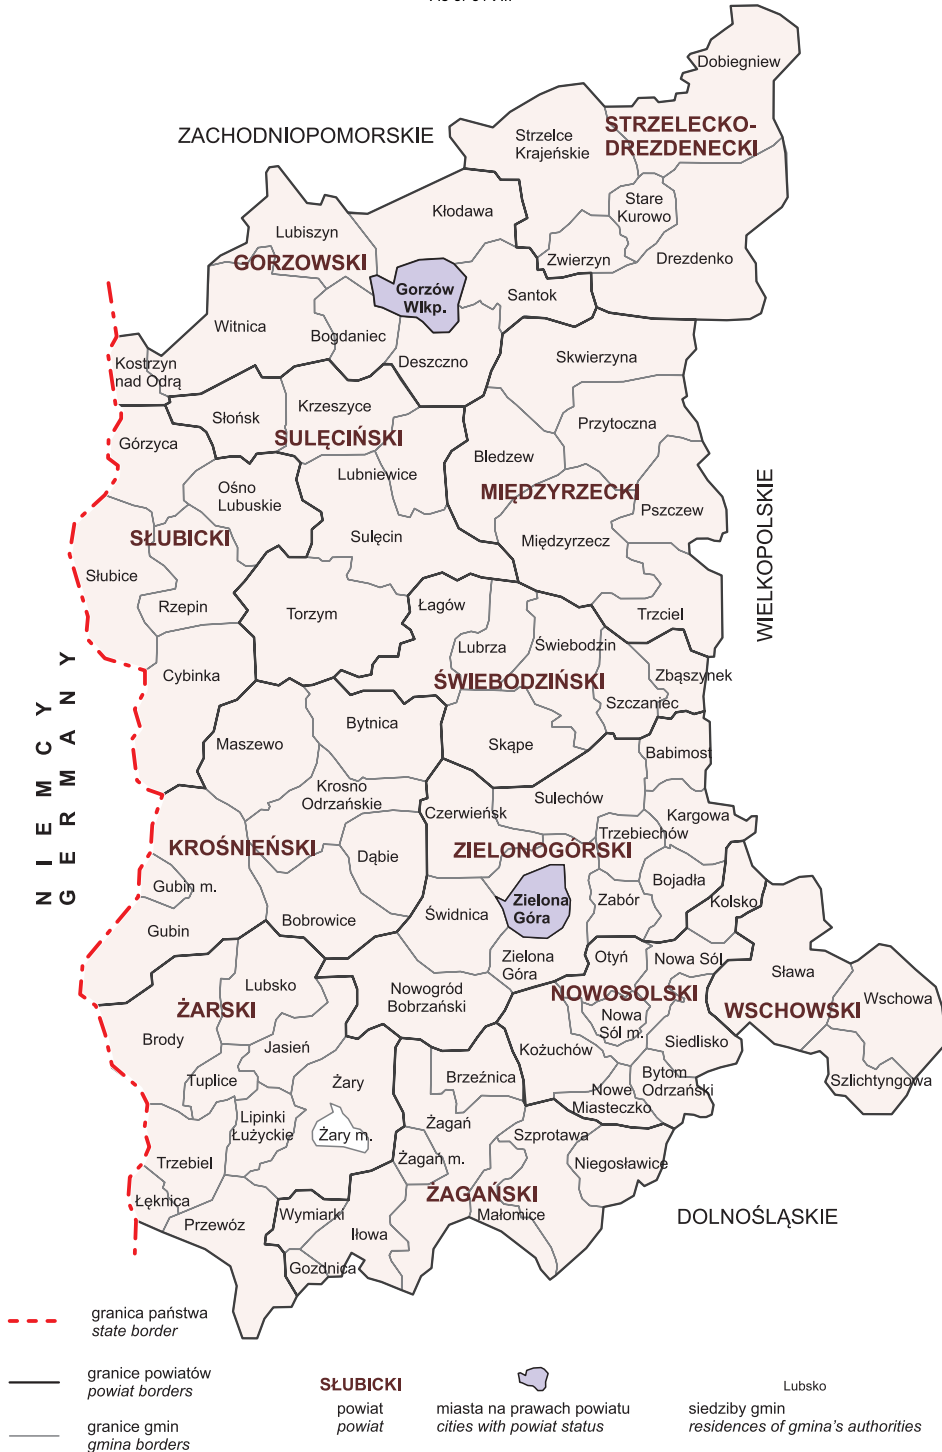 Dobiegniew
ZACHODNIOPOMORSKIE
STRZELECKO-
DREZDENECKI
Strzelce
Krajeńskie
Stare
Kurowo
Kłodawa
Lubiszyn
Zwierzyn
Drezdenko
GORZOWSKI
Gorzów
Wlkp.
Santok
Witnica
Bogdaniec
Deszczno
Skwierzyna
Kostrzyn
nad Odrą
Słońsk
Krzeszyce
Przytoczna
Górzyca
SULĘCIŃSKI
Bledzew
Lubniewice
Ośno
Lubuskie
MIĘDZYRZECKI
Pszczew
SŁUBICKI
Sulęcin
Międzyrzecz
WIELKOPOLSKIE
Słubice
Rzepin
Torzym
Łagów
Trzciel
Lubrza
Świebodzin
Cybinka
ŚWIEBODZIŃSKI
Zbąszynek
Szczaniec
NIEMCY
GERMANY
Maszewo
Bytnica
Skąpe
Babimost
Krosno
Odrzańskie
Czerwieńsk
Sulechów
Kargowa
Trzebiechów
KROŚNIEŃSKI
Dąbie
ZIELONOGÓRSKI
Gubin m.
Bojadła
Zabór
Zielona
Góra
Kolsko
Świdnica
Bobrowice
Gubin
Zielona
Góra
Otyń
Nowa Sól
Sława
Wschowa
Lubsko
Nowogród
Bobrzański
NOWOSOLSKI
WSCHOWSKI
ŻARSKI
Nowa
Sól m.
Brody
Jasień
Kożuchów
Siedlisko
Tuplice
Żary
Brzeźnica
Bytom
Odrzański
Szlichtyngowa
Nowe
Miasteczko
Lipinki
Łużyckie
Żary m.
Żagań
Szprotawa
Trzebiel
Żagań m.
Niegosławice
Łęknica
ŻAGAŃSKI
Przewóz
Wymiarki
Iłowa
Małomice
DOLNOŚLĄSKIE
Gozdnica
granica państwa
state border
granice powiatów
powiat borders
granice gmin
gmina borders
SŁUBICKI
powiat
powiat
miasta na prawach powiatu
cities with powiat status
Lubsko
siedziby gmin
residences of gmina's authorities